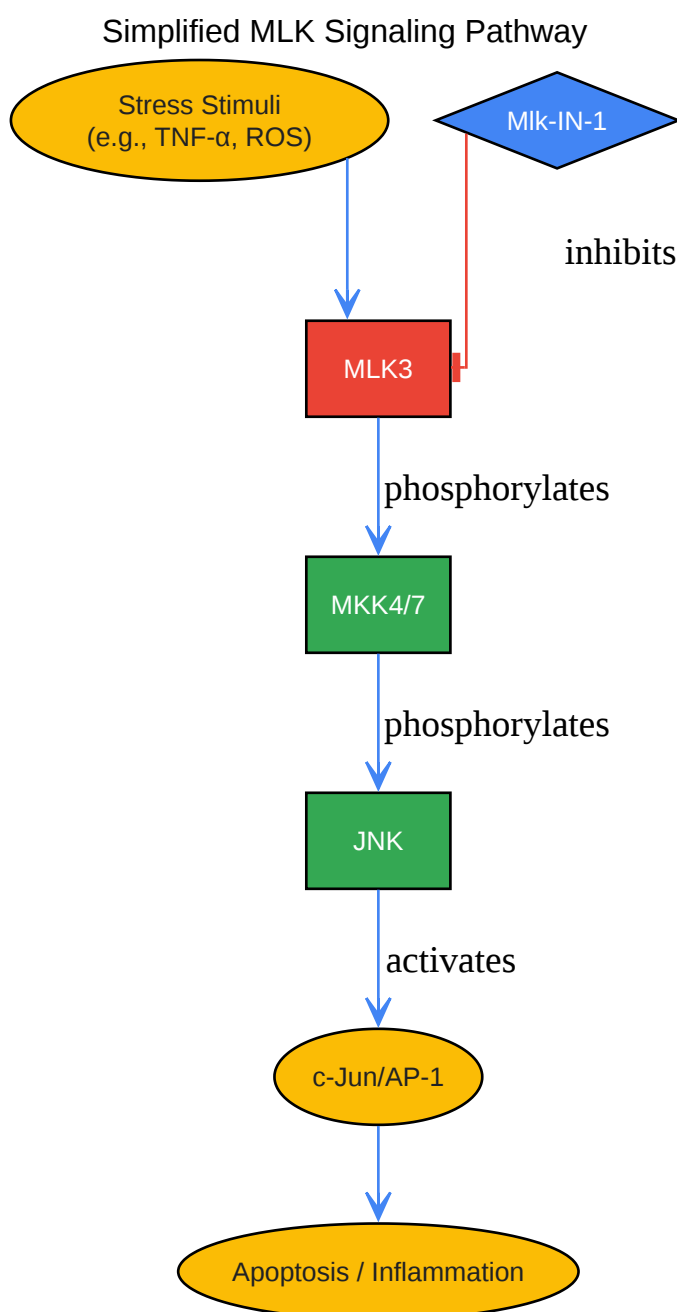 Simplified MLK Signaling Pathway
Stress Stimuli
(e.g., TNF-α, ROS)
Mlk-IN-1
inhibits
MLK3
phosphorylates
MKK4/7
phosphorylates
JNK
activates
c-Jun/AP-1
Apoptosis / Inflammation